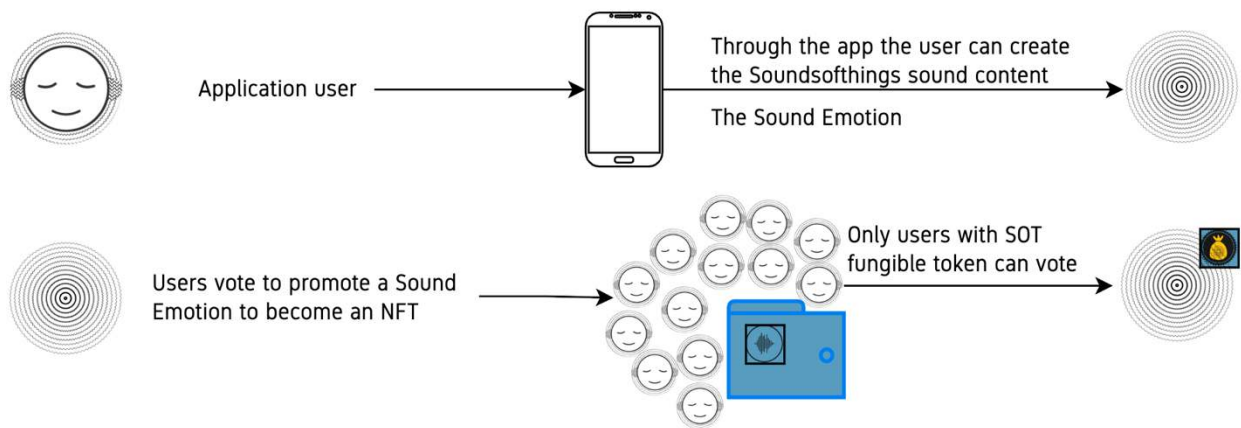 Application user
Through the app the user can create
the Soundsofthings sound content
The Sound Emotion
Users vote to promote a Sound
Emotion to become an NFT
Only users with SOT
fungible token can vote